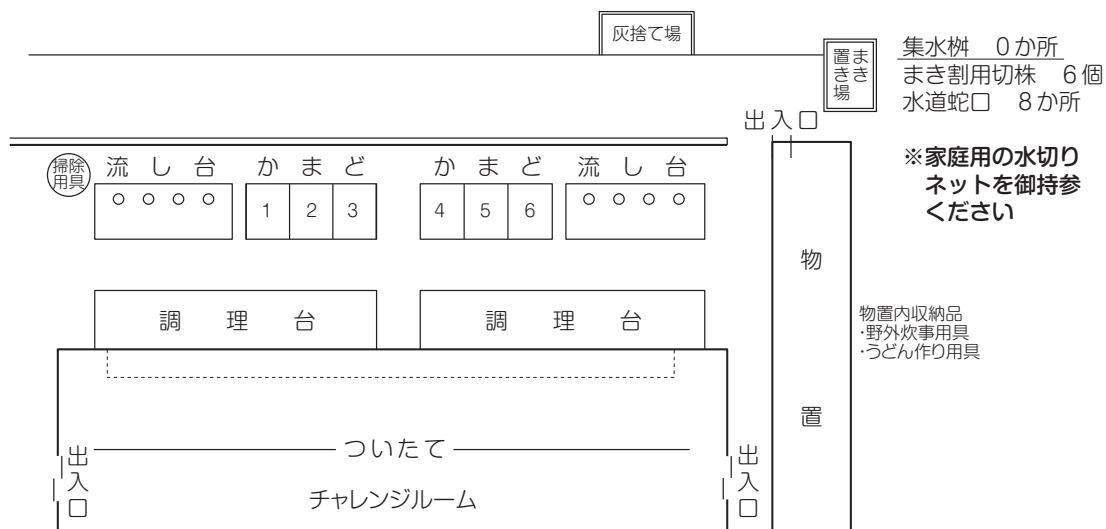 灰捨て場
まき
置き場
集水桝　0か所
まき割用切株　6個
水道蛇口　8か所
出入口
※家庭用の水切り
ネットを御持参
ください
掃除
用具
流し台
かまど
かまど
流し台
1 2 3
4 5 6
調理台
調理台
物置
物置内収納品
・野外炊事用具
・うどん作り用具
ついたて
出入口
出入口
チャレンジルーム